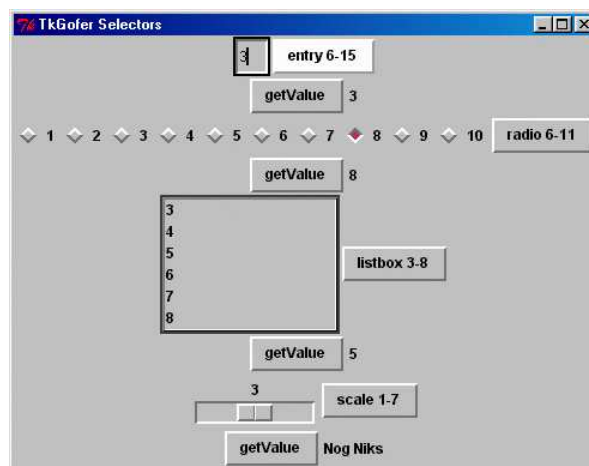 TkGofer Selectors
3 entry 6-15
getValue 3
1 2 3 4 5 6 7 8 9 10 radio 6-11
getValue 8
3
4
5
6
7
8
listbox 3-8
getValue 5
3
scale 1-7
getValue Nog Niks